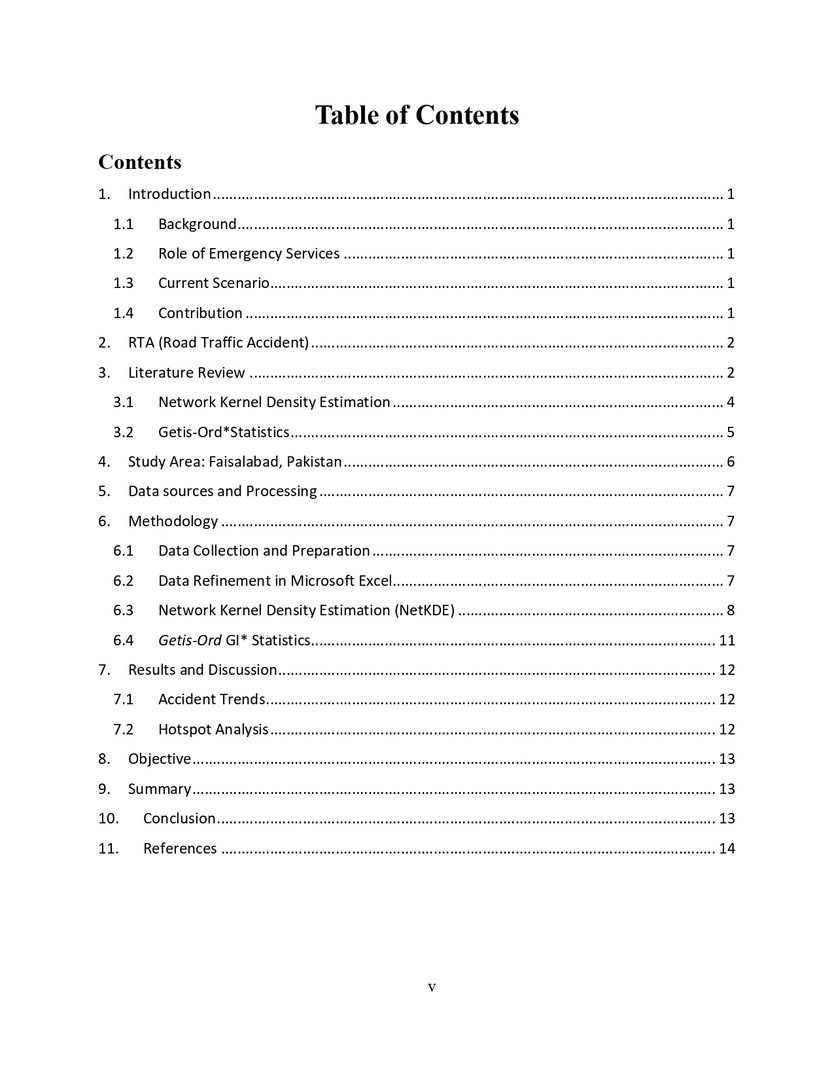 Table of Contents
Contents
1. Introduction.............................................................................................................................. 1
1.1 Background....................................................................................................................... 1
1.2 Role of Emergency Services ............................................................................................. 1
1.3 Current Scenario............................................................................................................... 1
1.4 Contribution ..................................................................................................................... 1
2. RTA (Road Traffic Accident)..................................................................................................... 2
3. Literature Review .................................................................................................................... 2
3.1 Network Kernel Density Estimation ................................................................................. 4
3.2 Getis-Ord*Statistics.......................................................................................................... 5
4. Study Area: Faisalabad, Pakistan............................................................................................. 6
5. Data sources and Processing ................................................................................................... 7
6. Methodology ........................................................................................................................... 7
6.1 Data Collection and Preparation ...................................................................................... 7
6.2 Data Refinement in Microsoft Excel................................................................................. 7
6.3 Network Kernel Density Estimation (NetKDE) ................................................................. 8
6.4 Getis-Ord GI* Statistics................................................................................................... 11
7. Results and Discussion........................................................................................................... 12
7.1 Accident Trends.............................................................................................................. 12
7.2 Hotspot Analysis............................................................................................................. 12
8. Objective................................................................................................................................ 13
9. Summary................................................................................................................................ 13
10. Conclusion.......................................................................................................................... 13
11. References ......................................................................................................................... 14
v